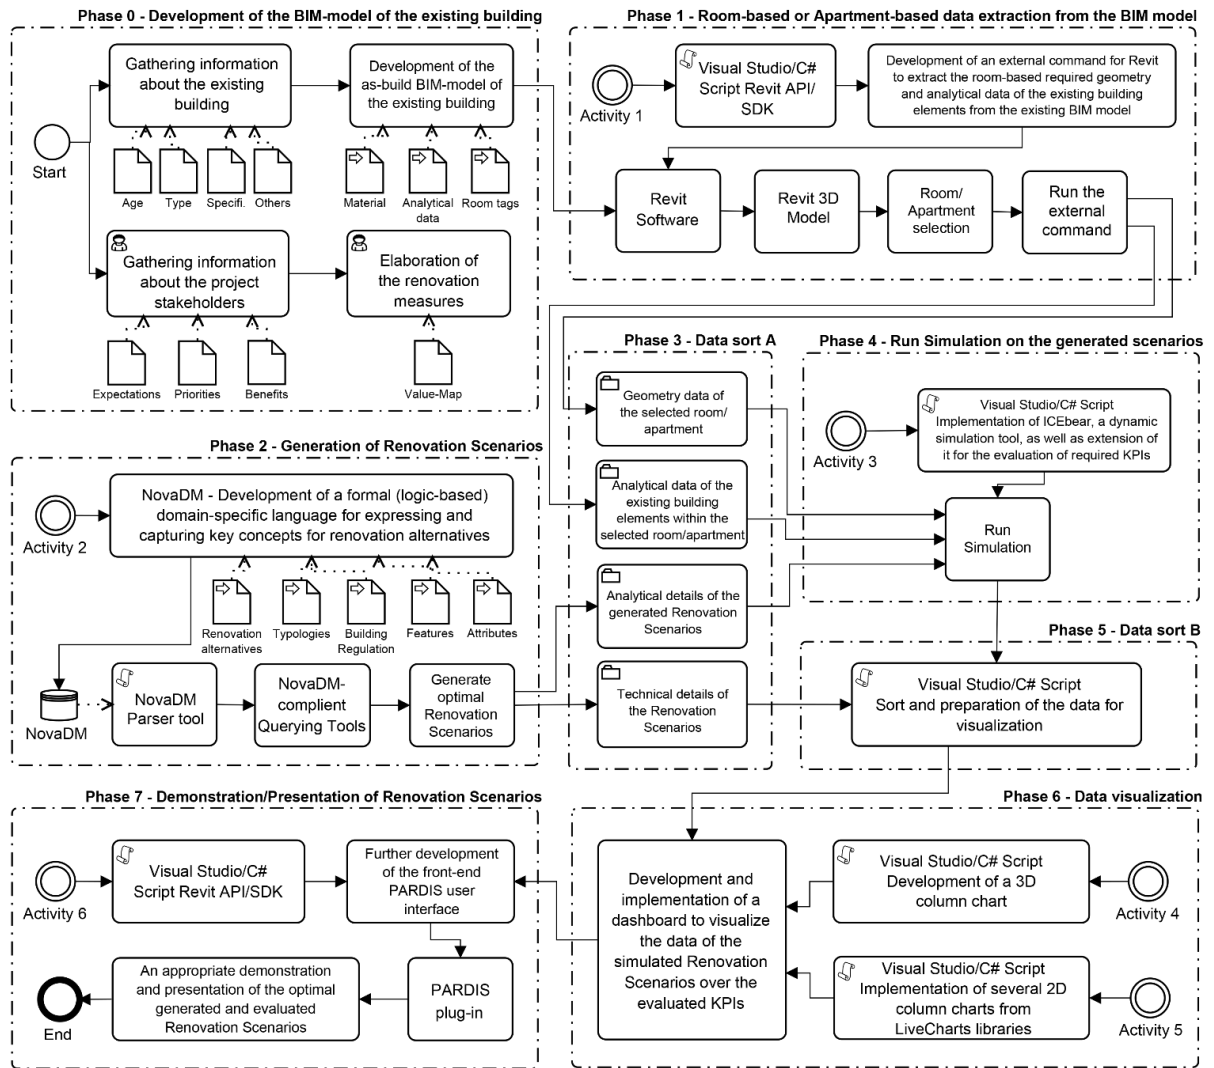 Phase 0 - Development of the BIM-model of the existing building
Gathering information
about the existing
building
Development of the
as-build BIM-model of
the existing building
Start
Age
Type
Specifi.
Others
Material
Analytical
data
Room tags
Gathering information
about the project
stakeholders
Elaboration of
the renovation
measures
Expectations
Priorities
Benefits
Value-Map
Phase 1 - Room-based or Apartment-based data extraction from the BIM model
Activity 1
Visual Studio/C#
Script Revit API/
SDK
Development of an external command for Revit
to extract the room-based required geometry
and analytical data of the existing building
elements from the existing BIM model
Revit
Software
Revit 3D
Model
Room/
Apartment
selection
Run the
external
command
Phase 2 - Generation of Renovation Scenarios
Activity 2
NovaDM - Development of a formal (logic-based)
domain-specific language for expressing and
capturing key concepts for renovation alternatives
Renovation
alternatives
Typologies
Building
Regulation
Features
Attributes
NovaDM
NovaDM
Parser tool
NovaDM-
complient
Querying Tools
Generate
optimal
Renovation
Scenarios
Phase 3 - Data sort A
Geometry data of
the selected room/
apartment
Analytical data of the
existing building
elements within the
selected room/apartment
Analytical details of the
generated Renovation
Scenarios
Technical details of
the Renovation
Scenarios
Phase 4 - Run Simulation on the generated scenarios
Activity 3
Visual Studio/C# Script
Implementation of ICEbear, a dynamic
simulation tool, as well as extension of
it for the evaluation of required KPIs
Run
Simulation
Phase 5 - Data sort B
Visual Studio/C# Script
Sort and preparation of the data for
visualization
Phase 6 - Data visualization
Development and
implementation of a
dashboard to visualize
the data of the
simulated Renovation
Scenarios over the
evaluated KPIs
Visual Studio/C# Script
Development of a 3D
column chart
Activity 4
Visual Studio/C# Script
Implementation of several 2D
column charts from
LiveCharts libraries
Activity 5
Phase 7 - Demonstration/Presentation of Renovation Scenarios
Activity 6
Visual Studio/C#
Script Revit API/SDK
Further development
of the front-end
PARDIS user
interface
PARDIS
plug-in
An appropriate demonstration
and presentation of the optimal
generated and evaluated
Renovation Scenarios
End